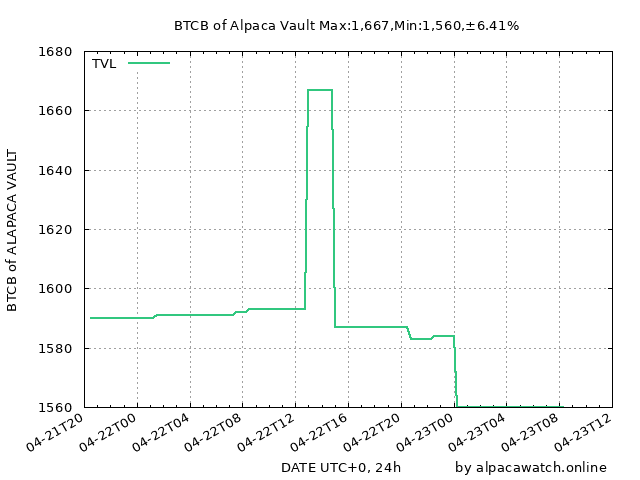 BTCB of Alpaca Vault Max:1,667,Min:1,560,±6.41%
TVL
BTCB of ALAPACA VAULT
1680
1660
1640
1620
1600
1580
1560
04-21T20
04-22T00
04-22T04
04-22T08
04-22T12
04-22T16
04-22T20
04-23T00
04-23T04
04-23T08
04-23T12
DATE UTC+0, 24h
by alpacawatch.online